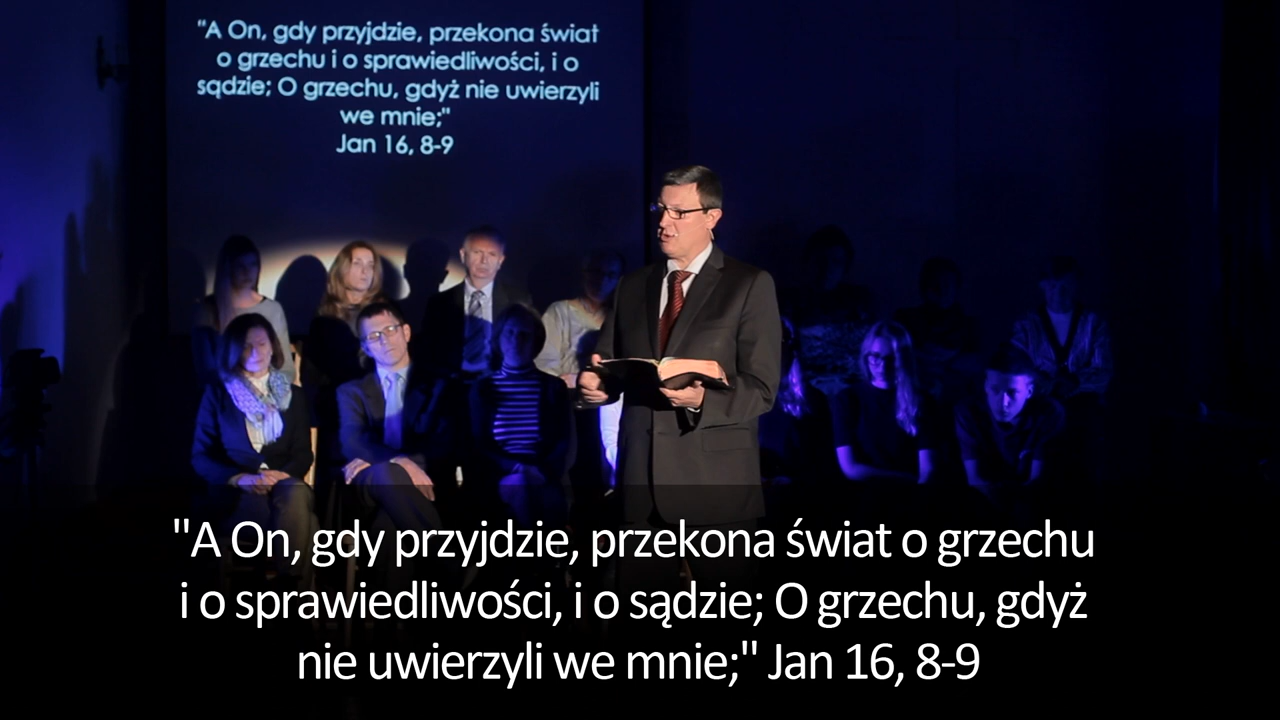 "A On, gdy przyjdzie, przekona świat
o grzechu i o sprawiedliwości, i o
sądzie; O grzechu, gdyż nie uwierzyli
we mnie;"
Jan 16, 8-9
"A On, gdy przyjdzie, przekona świat o grzechu
i o sprawiedliwości, i o sądzie; O grzechu, gdyż
nie uwierzyli we mnie;" Jan 16, 8-9